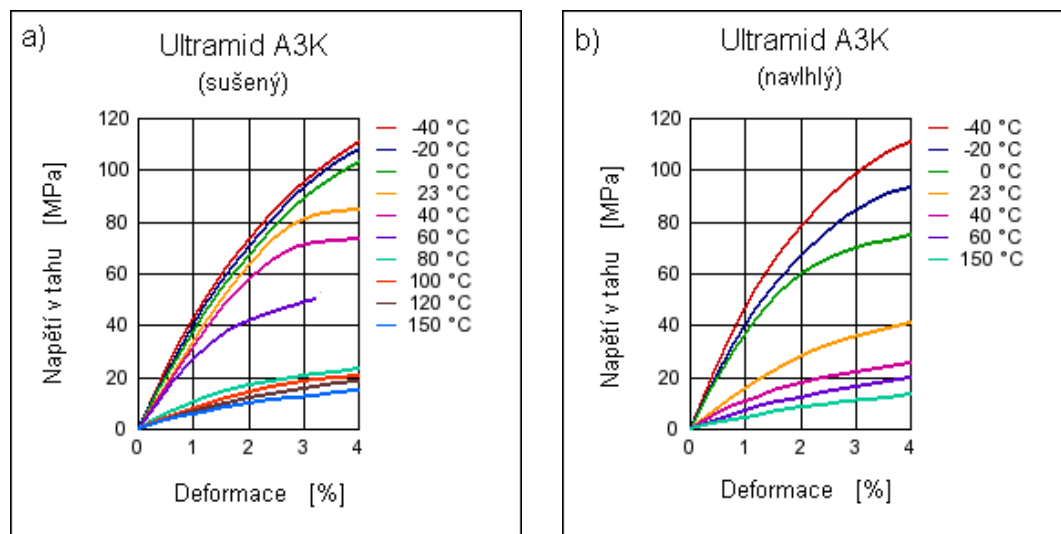 a)
Ultramid A3K
(sušený)
Napětí v tahu [MPa]
120
100
80
60
40
20
0
0 1 2 3 4
Deformace [%]
-40 °C
-20 °C
0 °C
23 °C
40 °C
60 °C
80 °C
100 °C
120 °C
150 °C
b)
Ultramid A3K
(navlhlý)
Napětí v tahu [MPa]
120
100
80
60
40
20
0
0 1 2 3 4
Deformace [%]
-40 °C
-20 °C
0 °C
23 °C
40 °C
60 °C
150 °C